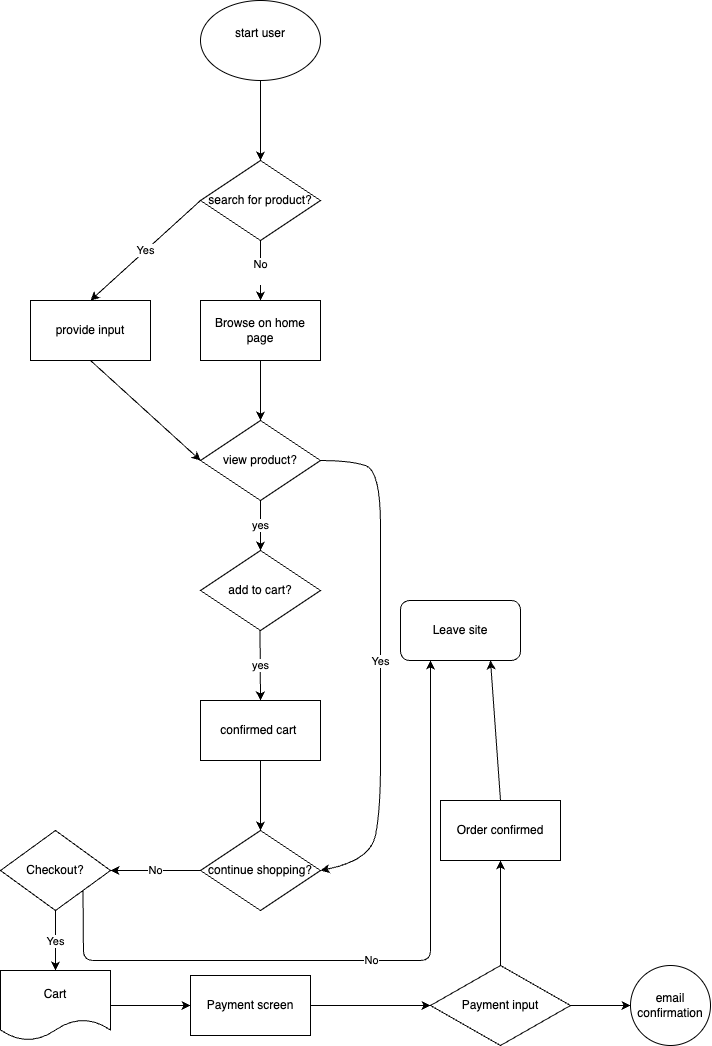 start user
search for product?
Yes
No
provide input
Browse on home
page
view product?
yes
add to cart?
Leave site
yes
Yes
confirmed cart
Order confirmed
Checkout?
No
continue shopping?
Yes
No
Cart
Payment screen
Payment input
email
confirmation